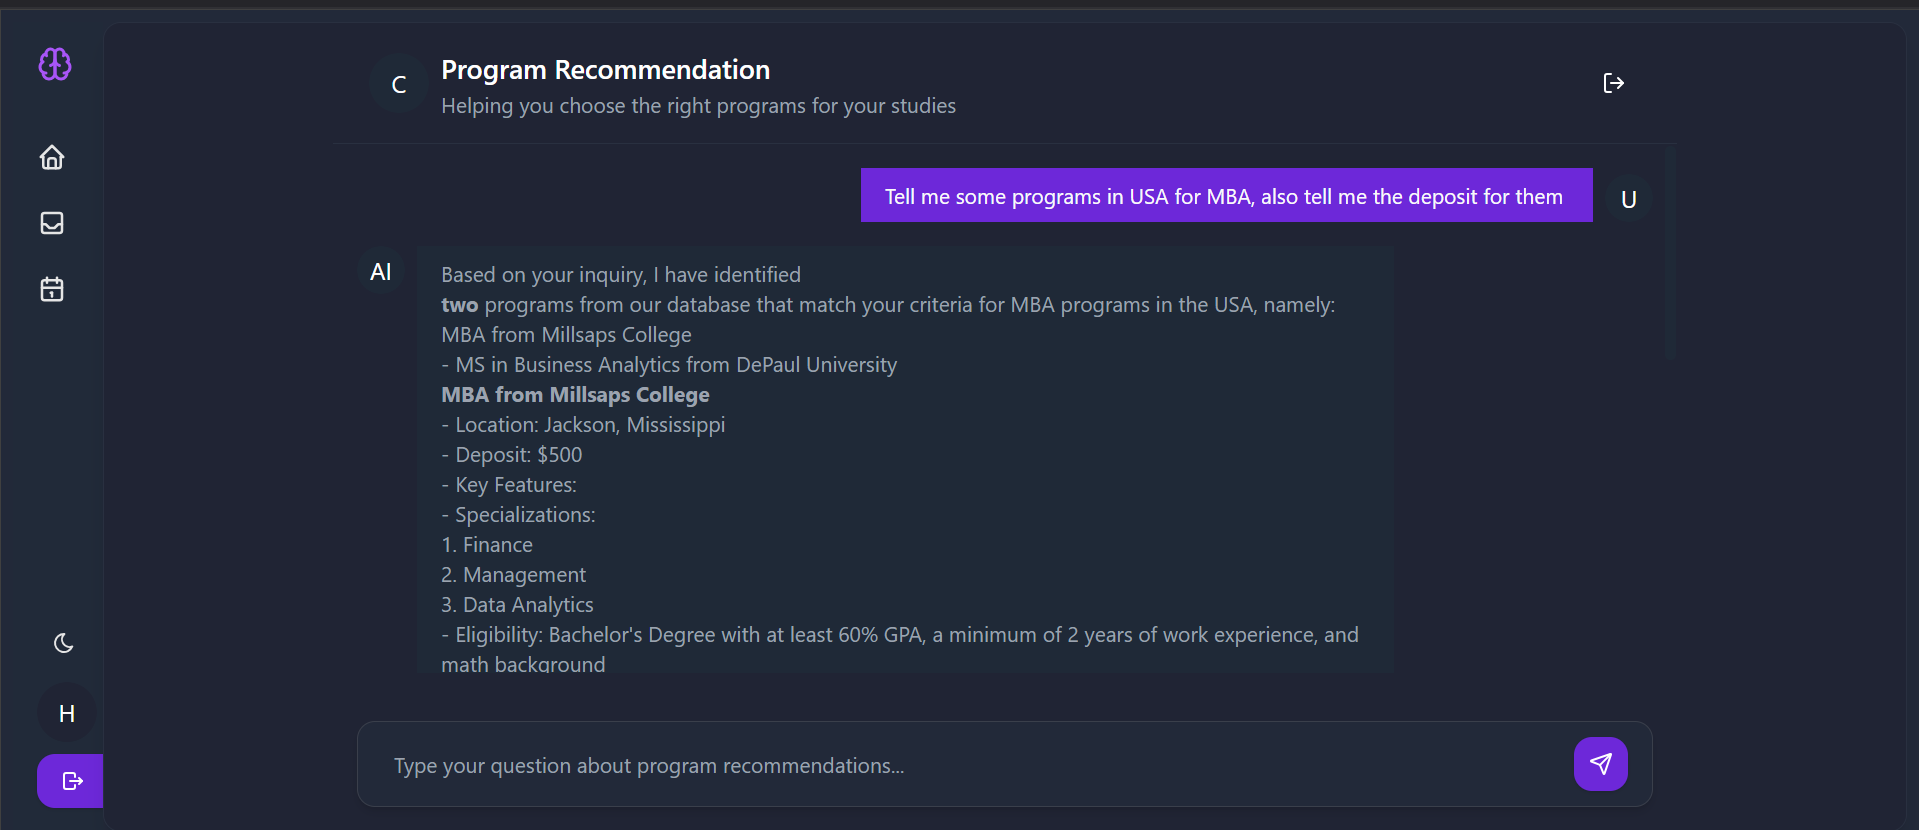 C
Program Recommendation
Helping you choose the right programs for your studies
Tell me some programs in USA for MBA, also tell me the deposit for them
U
AI
Based on your inquiry, I have identified
two programs from our database that match your criteria for MBA programs in the USA, namely:
MBA from Millsaps College
- MS in Business Analytics from DePaul University
MBA from Millsaps College
- Location: Jackson, Mississippi
- Deposit: $500
- Key Features:
- Specializations:
1. Finance
2. Management
3. Data Analytics
- Eligibility: Bachelor's Degree with at least 60% GPA, a minimum of 2 years of work experience, and
math background
H
Type your question about program recommendations...